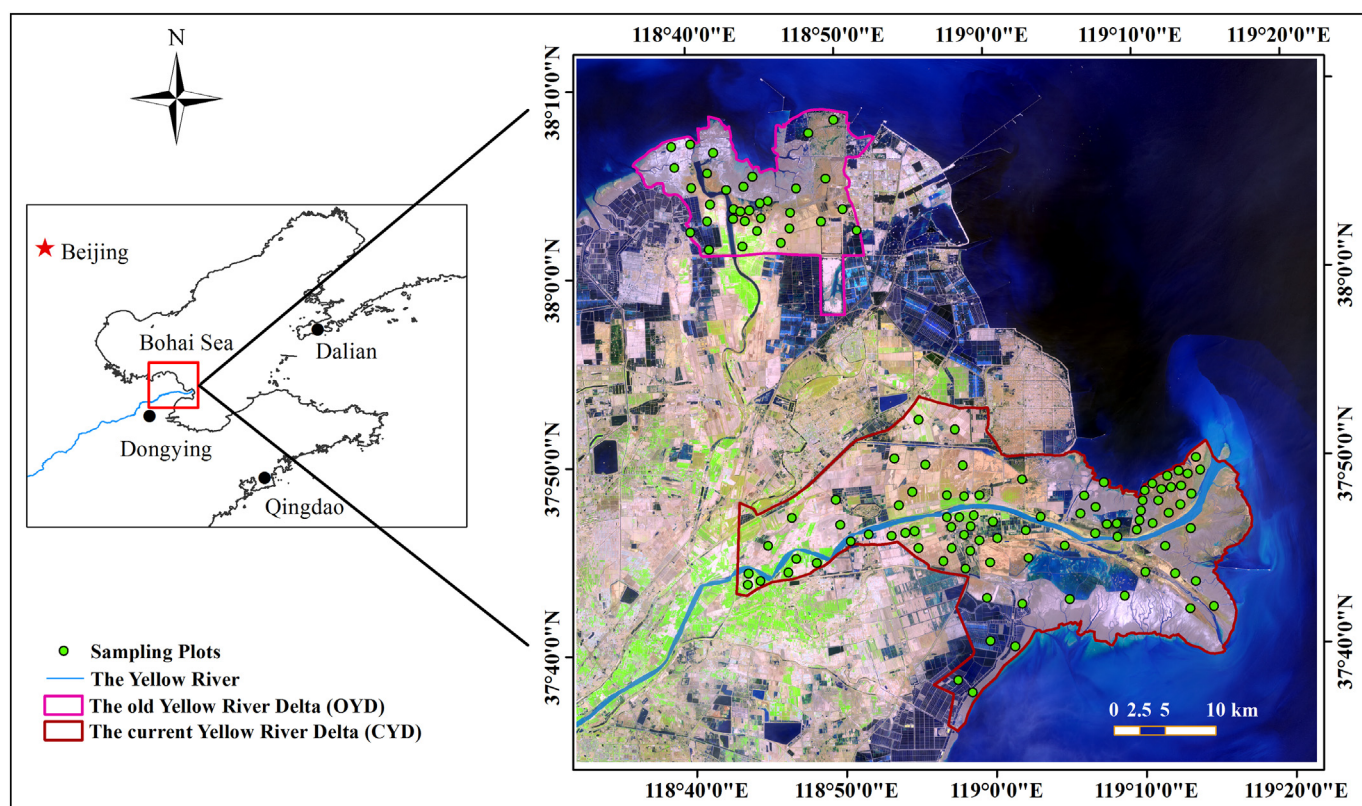 N
Beijing
Bohai Sea
Dalian
Dongying
Qingdao
Sampling Plots
The Yellow River
The old Yellow River Delta (OYD)
The current Yellow River Delta (CYD)
118°40'0"E 118°50'0"E 119°0'0"E 119°10'0"E 119°20'0"E
38°10'0"N
38°0'0"N
37°50'0"N
37°40'0"N
38°10'0"N
38°0'0"N
37°50'0"N
37°40'0"N
0 2.5 5 10 km
118°40'0"E 118°50'0"E 119°0'0"E 119°10'0"E 119°20'0"E